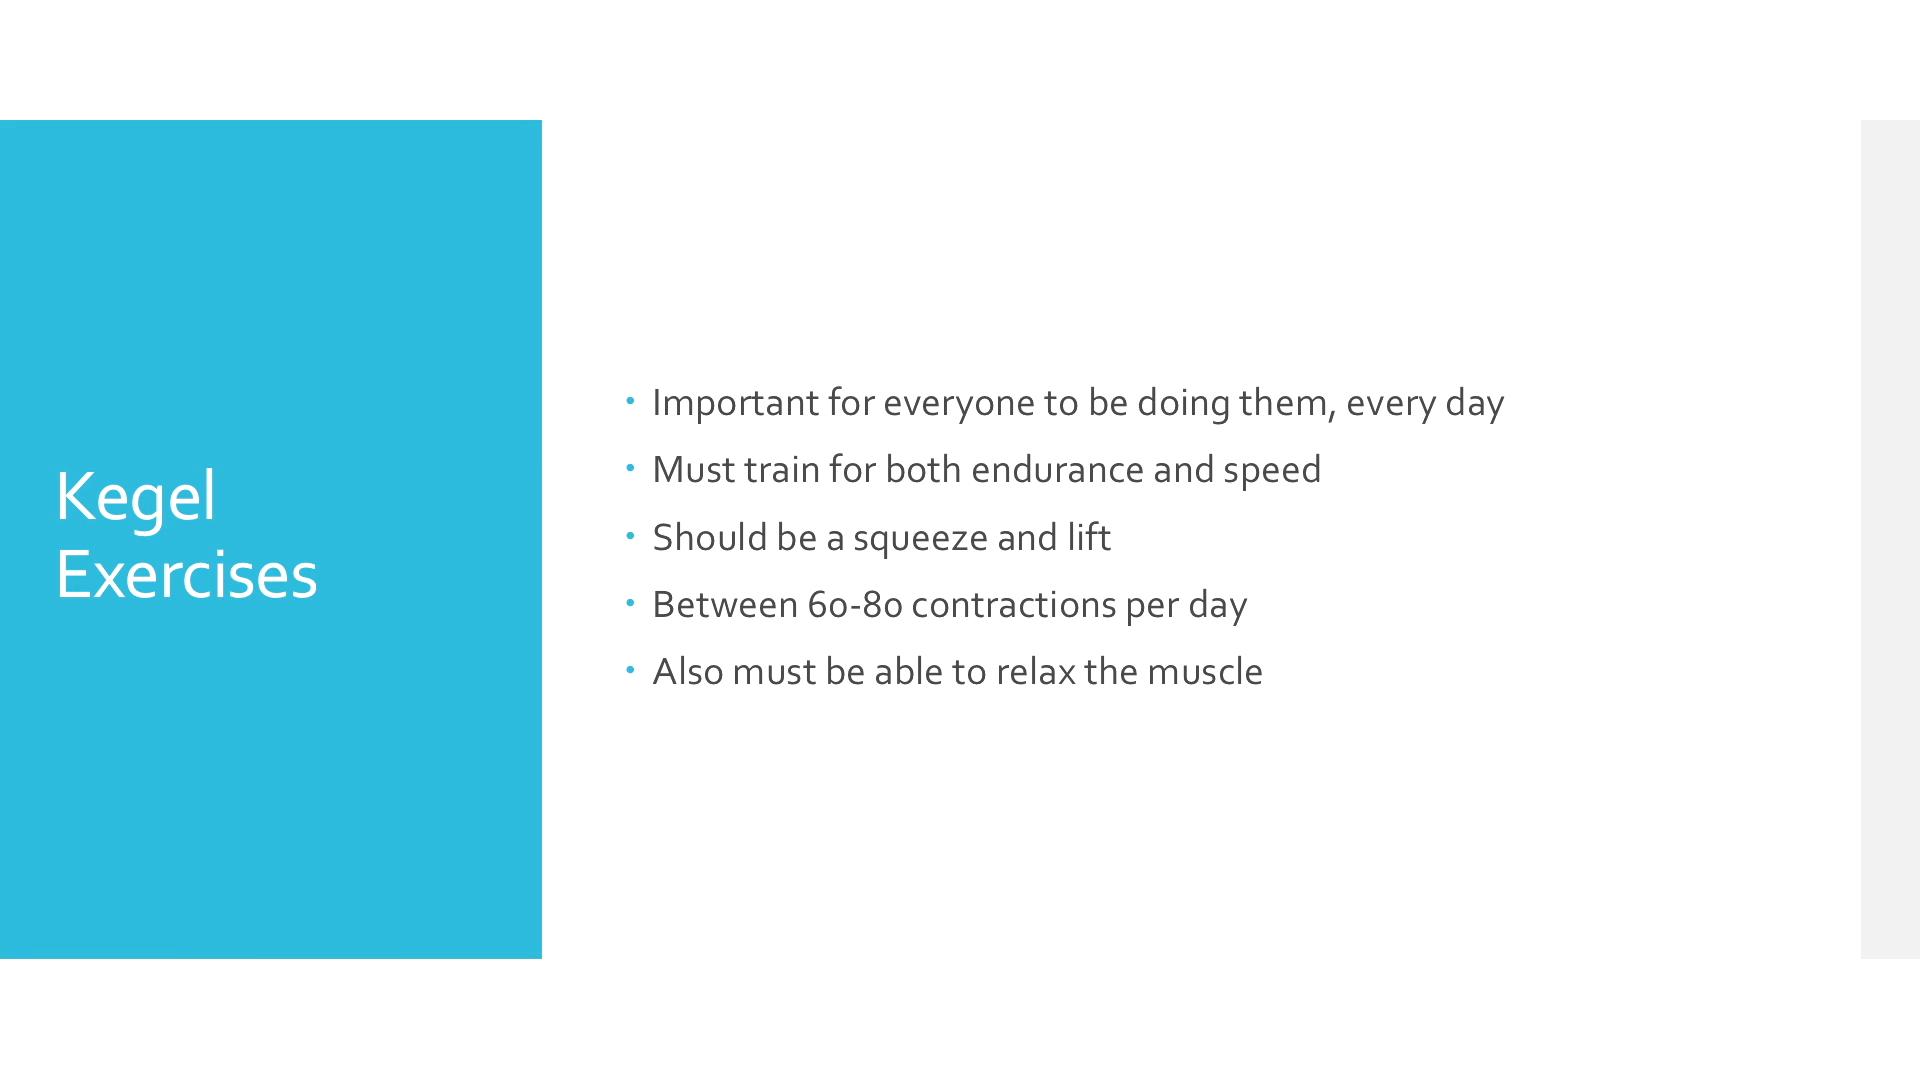 Kegel
Exercises
• Important for everyone to be doing them, every day
• Must train for both endurance and speed
• Should be a squeeze and lift
• Between 60-80 contractions per day
• Also must be able to relax the muscle